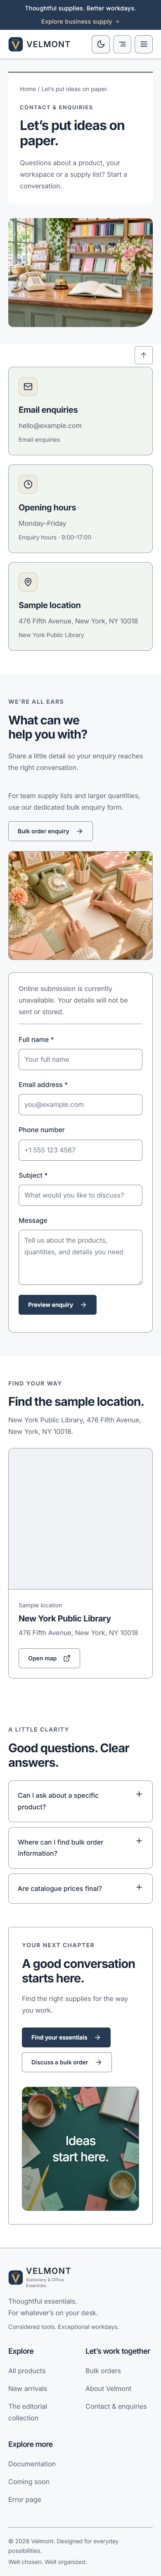 Thoughtful supplies. Better workdays.
Explore business supply →
VELMONT
Home / Let's put ideas on paper.
CONTACT & ENQUIRIES
Let's put ideas on
paper.
Questions about a product, your
workspace or a supply list? Start a
conversation.
Email enquiries
hello@example.com
Email enquiries
Opening hours
Monday–Friday
Enquiry hours · 9:00–17:00
Sample location
476 Fifth Avenue, New York, NY 10018
New York Public Library
WE'RE ALL EARS
What can we
help you with?
Share a little detail so your enquiry reaches
the right conversation.
For team supply lists and larger quantities,
use our dedicated bulk enquiry form.
Bulk order enquiry →
Online submission is currently
unavailable. Your details will not be
sent or stored.
Full name *
Your full name
Email address *
you@example.com
Phone number
+1 555 123 4567
Subject *
What would you like to discuss?
Message
Tell us about the products,
quantities, and details you need
Preview enquiry →
FIND YOUR WAY
Find the sample location.
New York Public Library, 476 Fifth Avenue,
New York, NY 10018.
Sample location
New York Public Library
476 Fifth Avenue, New York, NY 10018
Open map
A LITTLE CLARITY
Good questions. Clear
answers.
Can I ask about a specific
product?
Where can I find bulk order
information?
Are catalogue prices final?
YOUR NEXT CHAPTER
A good conversation
starts here.
Find the right supplies for the way
you work.
Find your essentials →
Discuss a bulk order →
Ideas
start here.
VELMONT
Stationery & Office
Essentials
Thoughtful essentials.
For whatever's on your desk.
Considered tools. Exceptional workdays.
Explore
All products
New arrivals
The editorial
collection
Let's work together
Bulk orders
About Velmont
Contact & enquiries
Explore more
Documentation
Coming soon
Error page
© 2026 Velmont. Designed for everyday
possibilities.
Well chosen. Well organized.